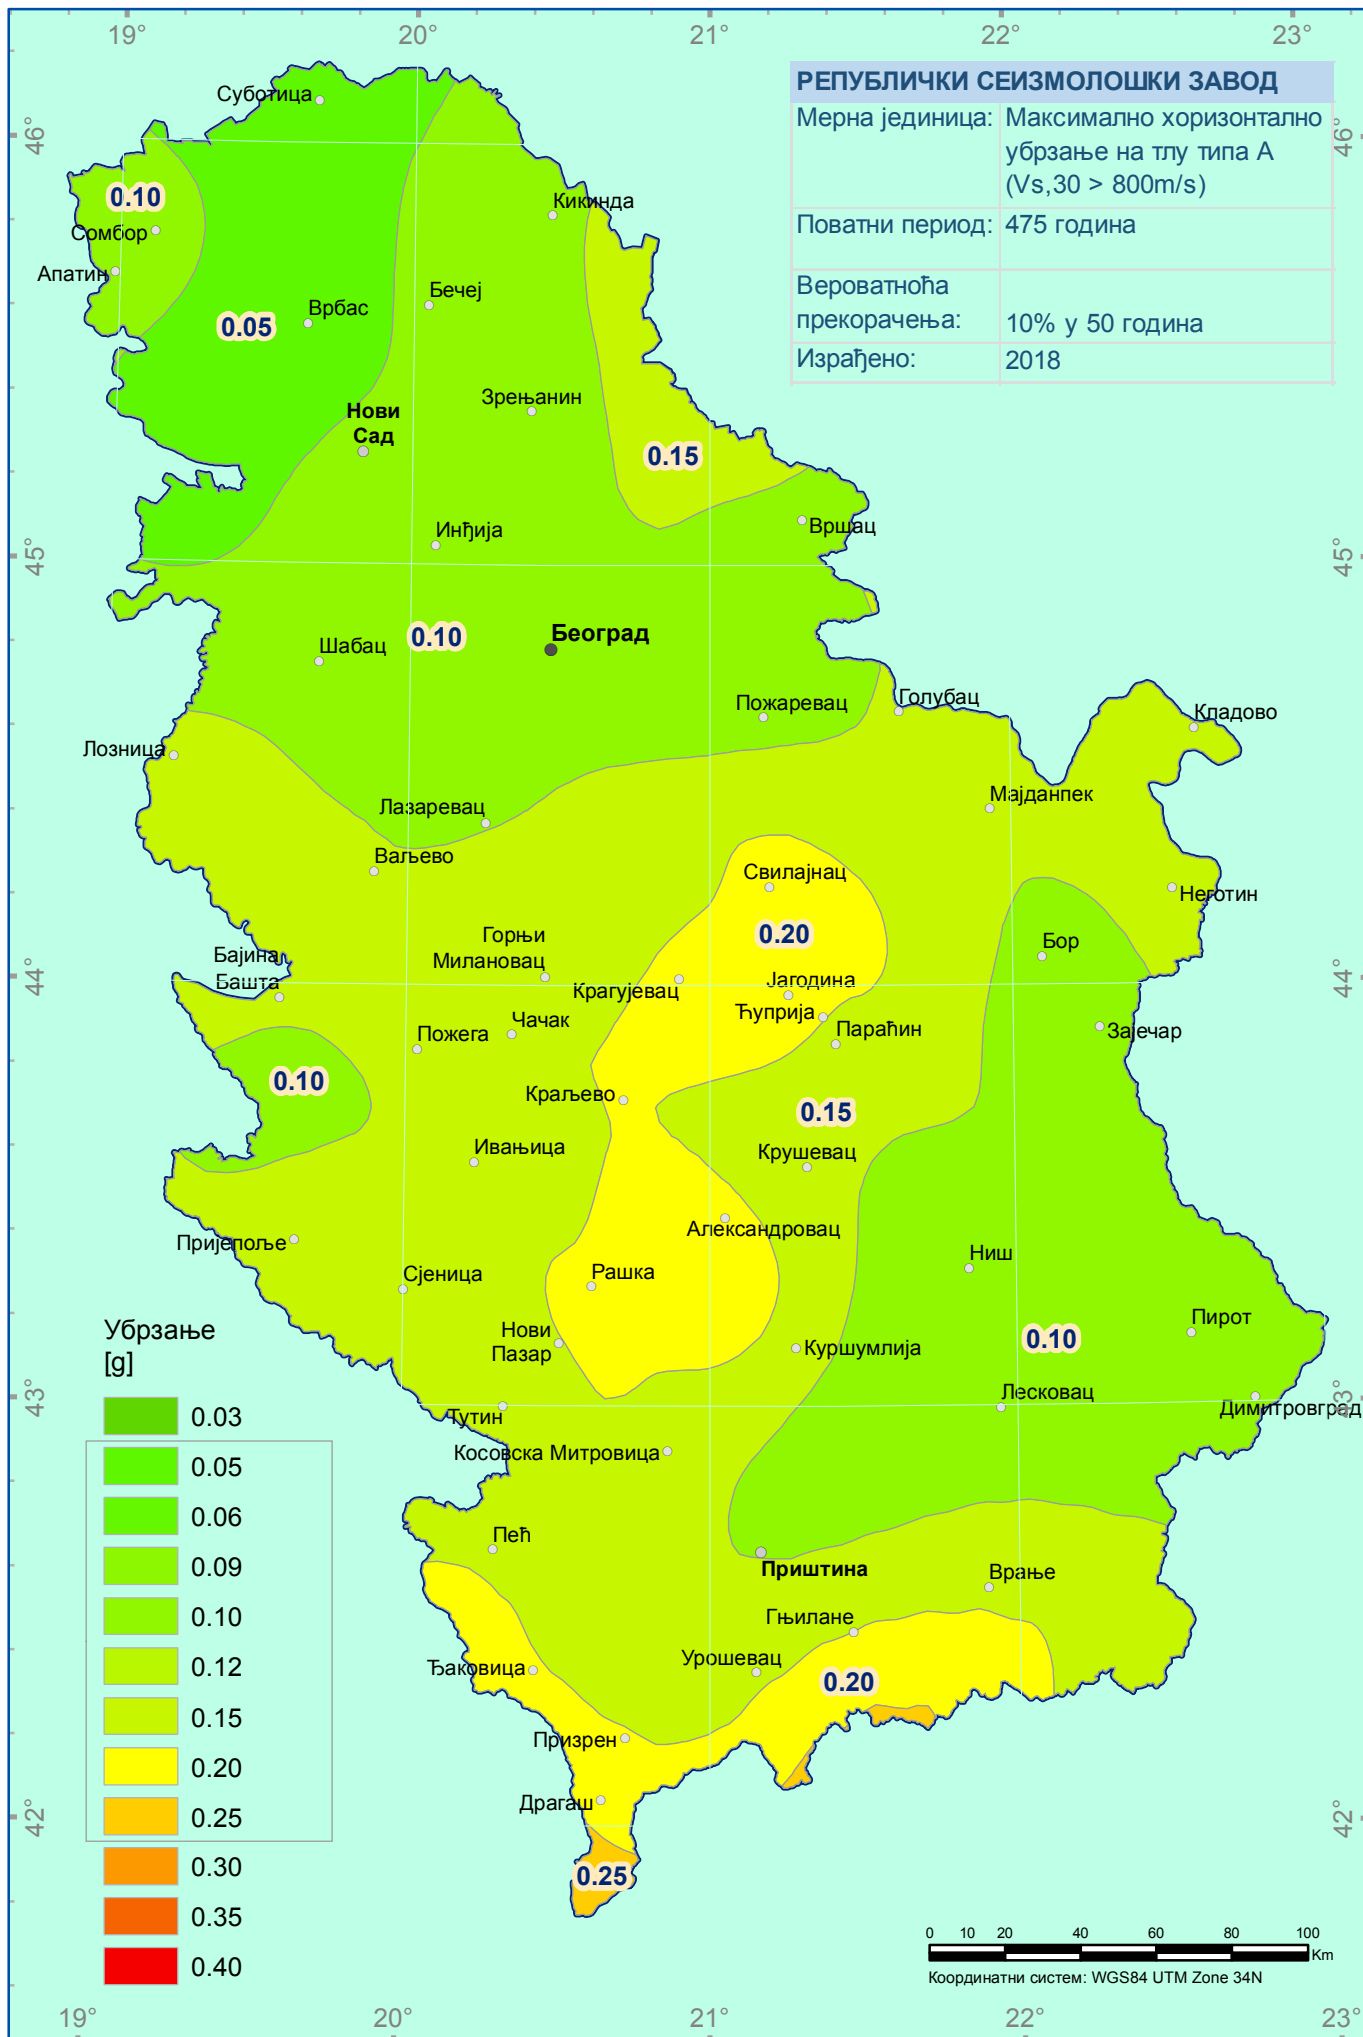 19°
20°
21°
22°
23°
РЕПУБЛИЧКИ СЕИЗМОЛОШКИ ЗАВОД
Мерна јединица:
Максимално хоризонтално
убрзање на тлу типа А
(Vs,30 > 800m/s)
Поватни период:
475 година
Вероватноћа
прекорачења:
10% у 50 година
Израђено:
2018
Суботица
46°
46°
0.10
Сомбор
Кикинда
Апатин
Бечеј
Врбас
0.05
Зрењанин
Нови
Сад
0.15
Вршац
Инђија
45°
45°
Шабац
0.10
Београд
Пожаревац
Голубац
Кладово
Лозница
Лазаревац
Мајданпек
Ваљево
Свилајнац
Неготин
0.20
Горњи
Милановац
Бор
Бајина
Башта
44°
44°
Крагујевац
Јагодина
Ћуприја
Чачак
Параћин
Зајечар
Пожега
0.10
Краљево
0.15
Ивањица
Крушевац
Александровац
Пријепоље
Ниш
Сјеница
Рашка
Пирот
Нови
Пазар
0.10
Куршумлија
Лесковац
43°
43°
Димитровград
Тутин
Косовска Митровица
Пећ
Приштина
Врање
Гњилане
Ђаковица
Урошевац
0.20
Призрен
Драгаш
42°
42°
0.25
Убрзање
[g]
0.03
0.05
0.06
0.09
0.10
0.12
0.15
0.20
0.25
0.30
0.35
0.40
0 10 20 40 60 80 100
Km
Координатни систем: WGS84 UTM Zone 34N
19°
20°
21°
22°
23°